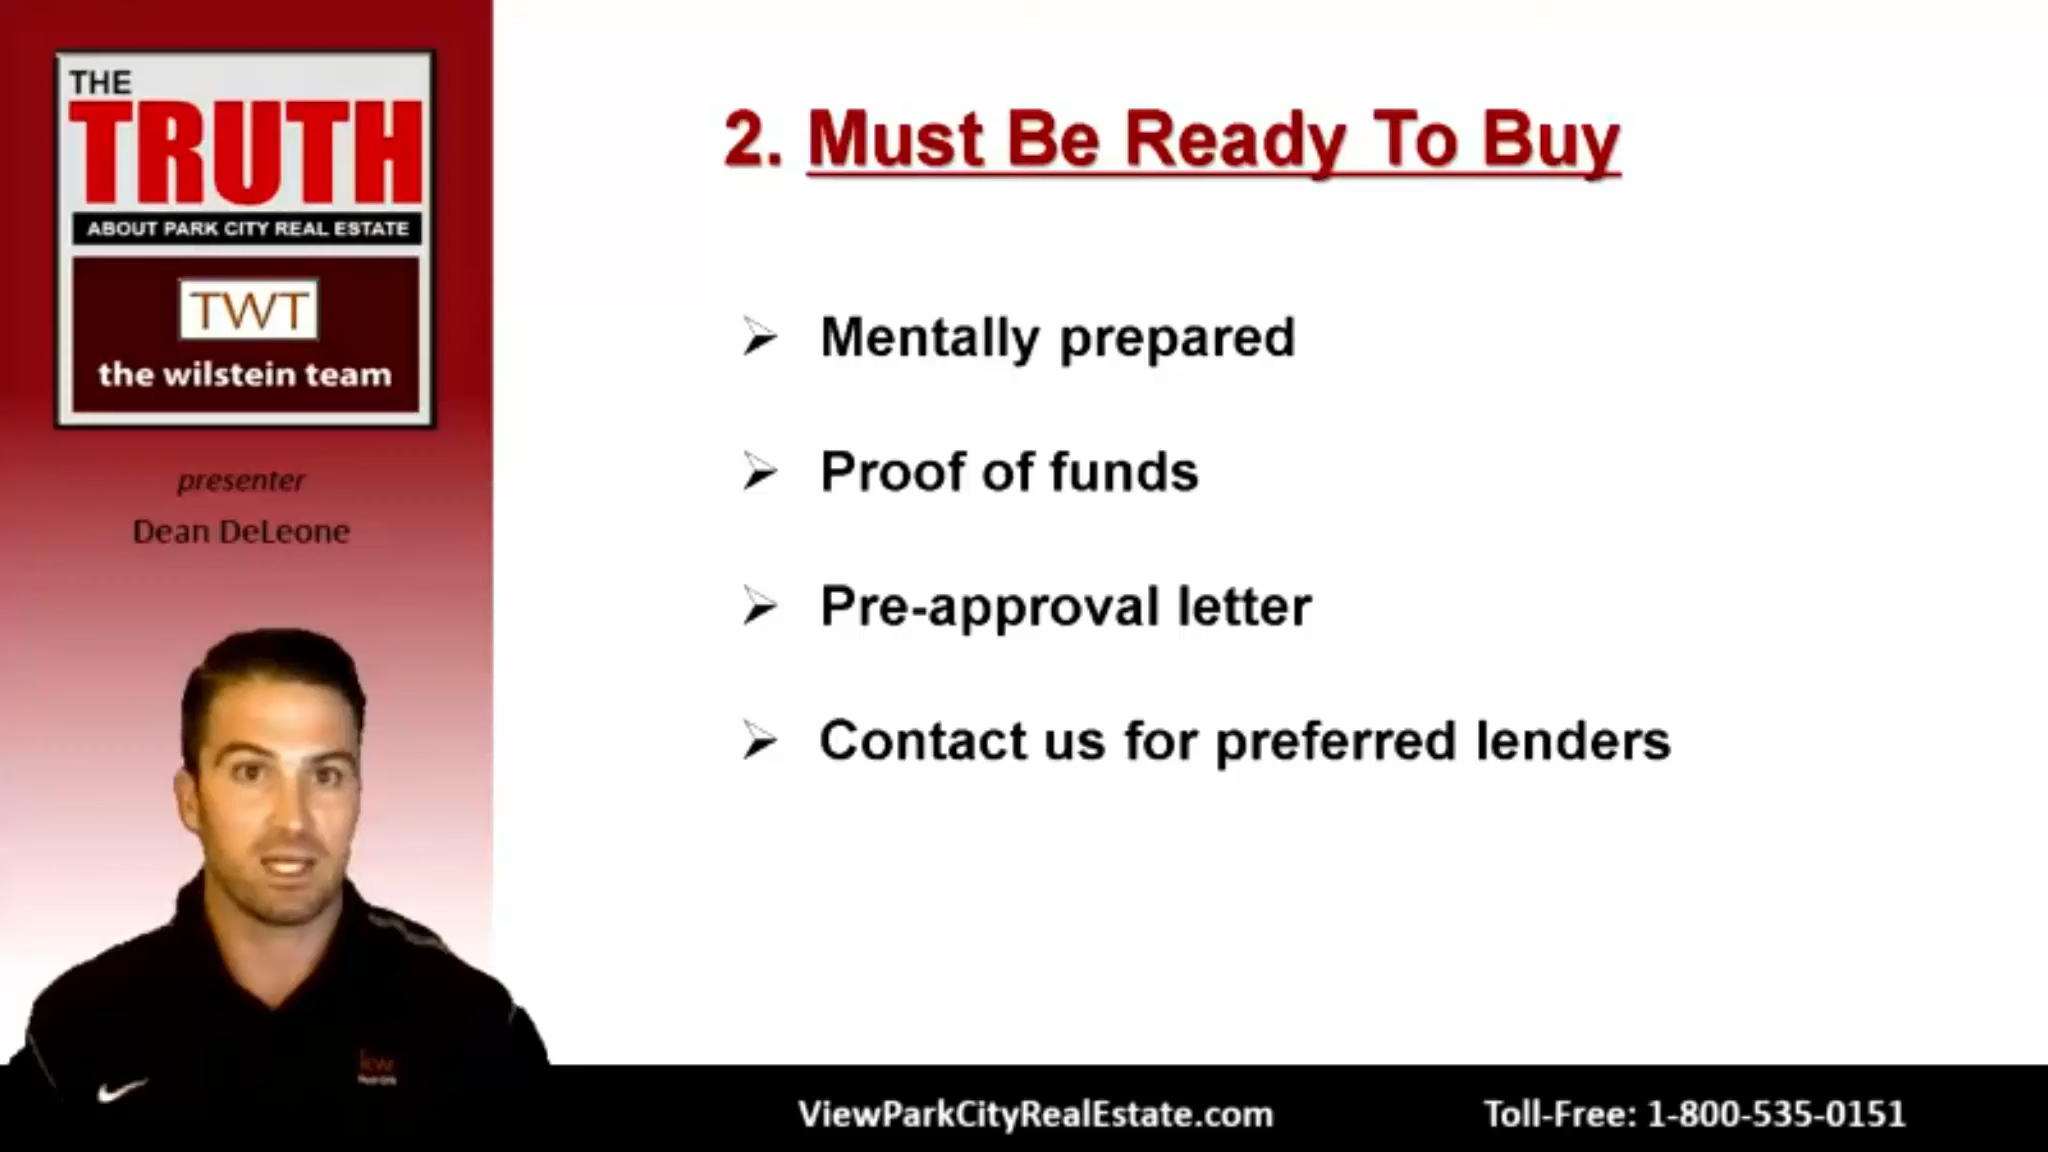 THE
TRUTH
ABOUT PARK CITY REAL ESTATE
TWT
the wilstein team
presenter
Dean DeLeone
2. Must Be Ready To Buy
Mentally prepared
Proof of funds
Pre-approval letter
Contact us for preferred lenders
kw
ViewParkCityRealEstate.com
Toll-Free: 1-800-535-0151